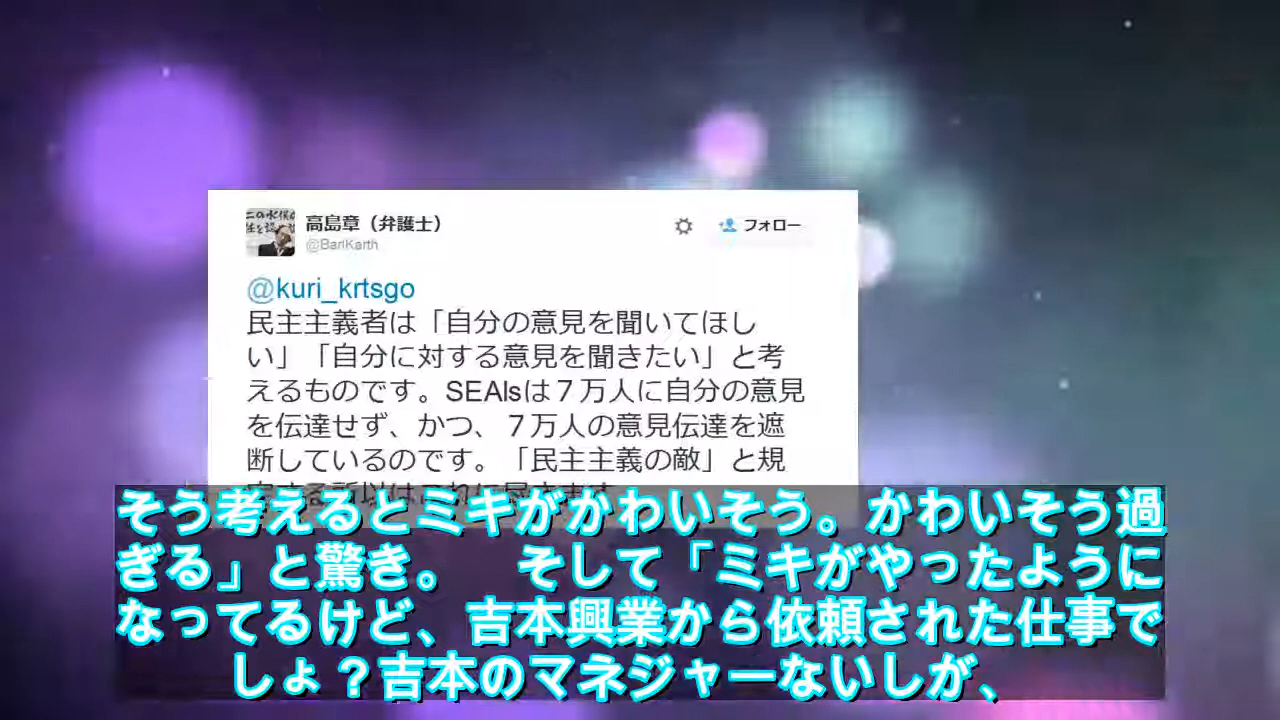 高島章（弁護士）
@BarlKarth
フォロー
@kuri_krtsgo
民主主義者は「自分の意見を聞いてほし
い」「自分に対する意見を聞きたい」と考
えるものです。SEAlsは７万人に自分の意見
を伝達せず、かつ、７万人の意見伝達を遮
断しているのです。「民主主義の敵」と規
そう考えるとミキがかわいそう。かわいそう過
ぎる」と驚き。　そして「ミキがやったように
なってるけど、吉本興業から依頼された仕事で
しょ？吉本のマネジャーないしが、